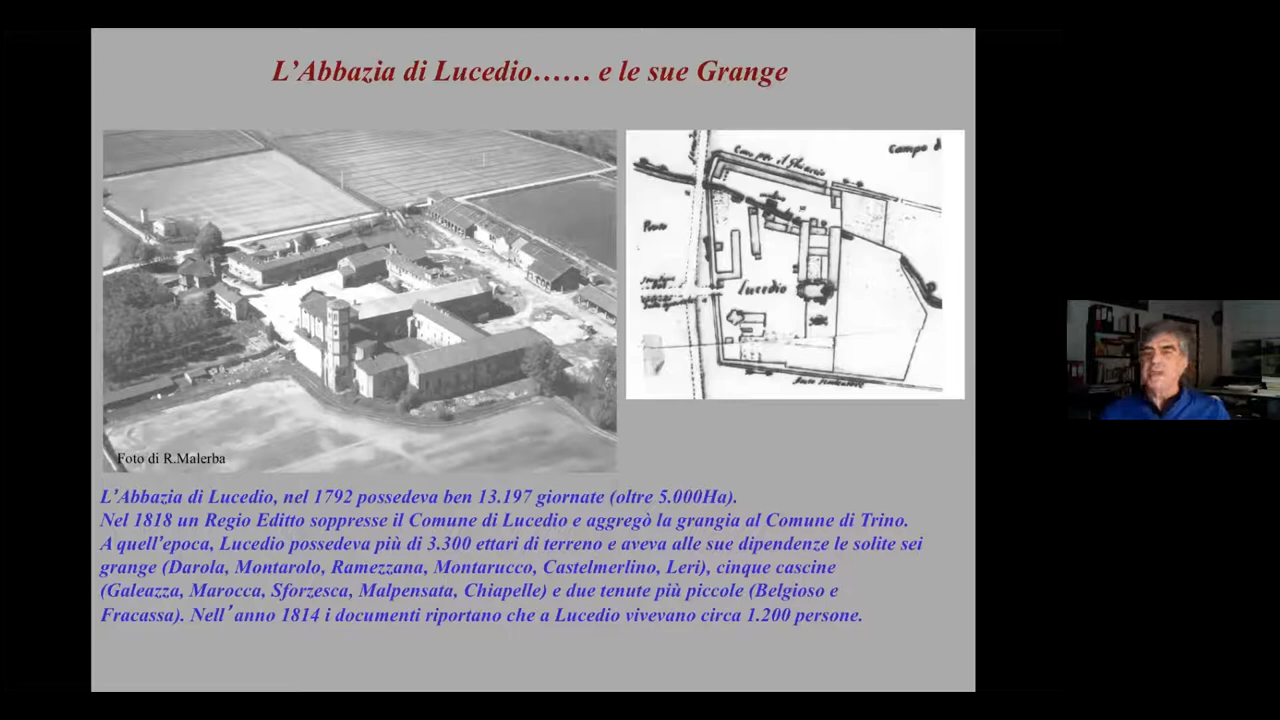 L’Abbazia di Lucedio…… e le sue Grange
Campo d
Lucedio
Foto di R.Malerba
L’Abbazia di Lucedio, nel 1792 possedeva ben 13.197 giornate (oltre 5.000Ha).
Nel 1818 un Regio Editto soppresse il Comune di Lucedio e aggregò la grangia al Comune di Trino.
A quell’epoca, Lucedio possedeva più di 3.300 ettari di terreno e aveva alle sue dipendenze le solite sei
grange (Darola, Montarolo, Ramezzana, Montarucco, Castelmerlino, Leri), cinque cascine
(Galeazza, Marocca, Sforzesca, Malpensata, Chiapelle) e due tenute più piccole (Belgioso e
Fracassa). Nell’anno 1814 i documenti riportano che a Lucedio vivevano circa 1.200 persone.